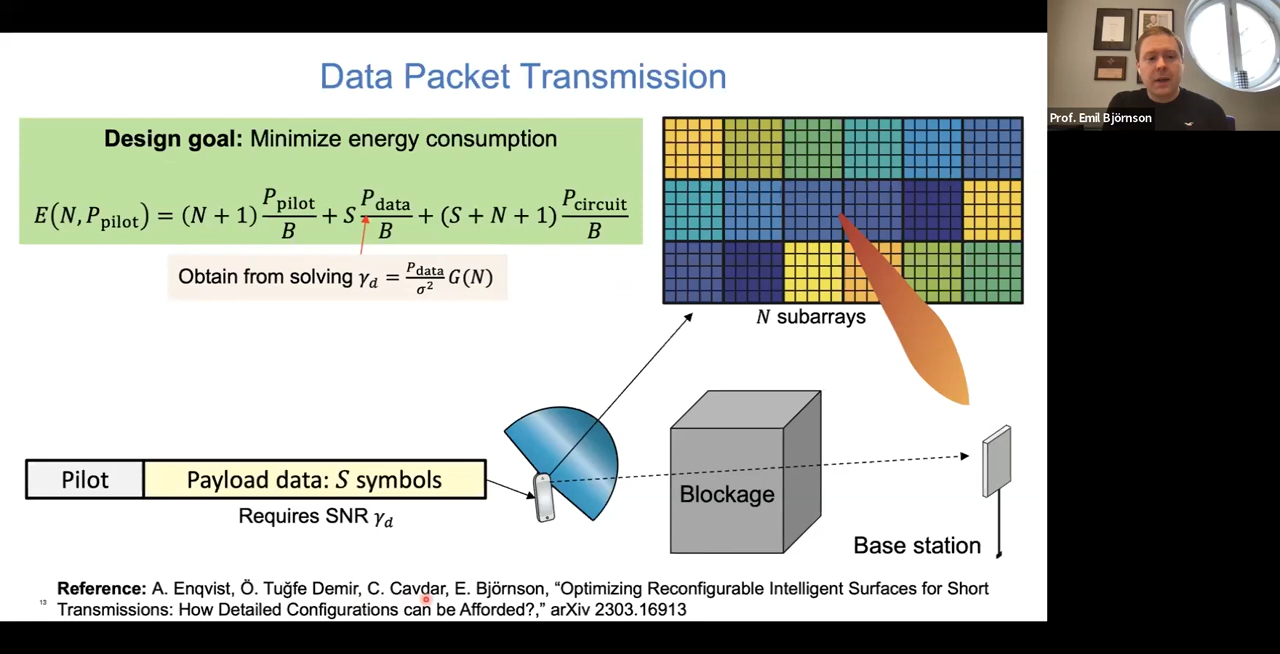 Data Packet Transmission
Design goal: Minimize energy consumption
E(N, P_pilot) = (N + 1) P_pilot/B + S P_data/B + (S + N + 1) P_circuit/B
Obtain from solving γ_d = P_data/σ² G(N)
N subarrays
Pilot
Payload data: S symbols
Requires SNR γ_d
Blockage
Base station
Reference: A. Enqvist, Ö. Tuğfe Demir, C. Cavdar, E. Björnson, “Optimizing Reconfigurable Intelligent Surfaces for Short
13
Transmissions: How Detailed Configurations can be Afforded?,” arXiv 2303.16913
Prof. Emil Björnson